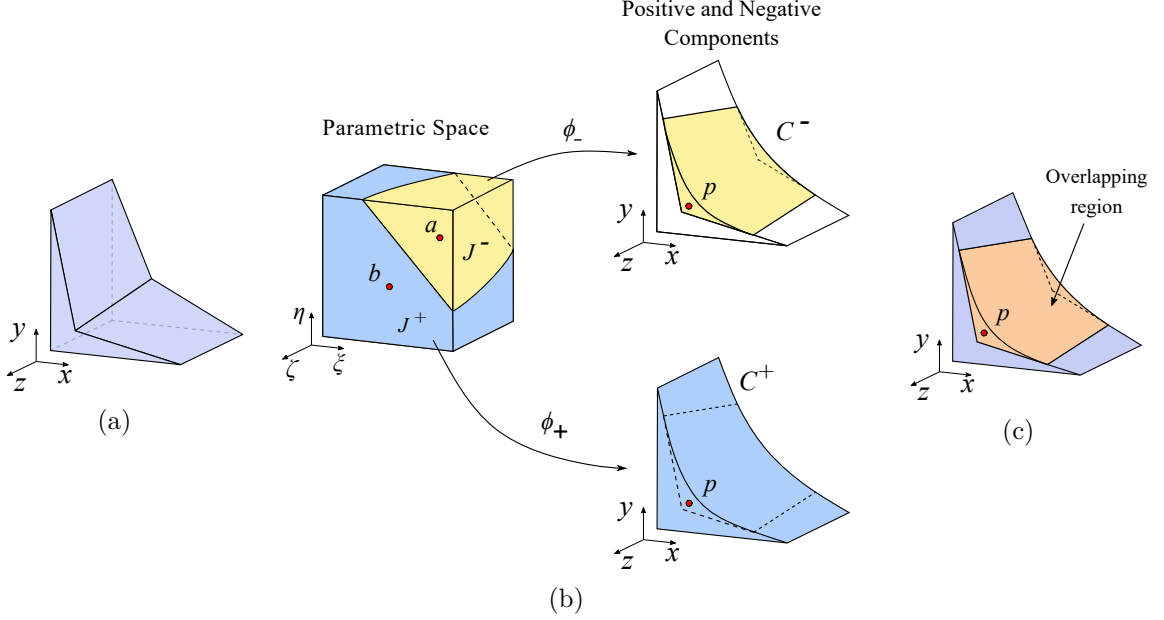 Positive and Negative
Components
Parametric Space
ϕ₋
C⁻
p
y
x
z
a
J⁻
b
J⁺
η
ζ
ξ
Overlapping
region
p
y
x
z
y
x
z
(a)
ϕ₊
C⁺
p
y
x
z
(c)
(b)